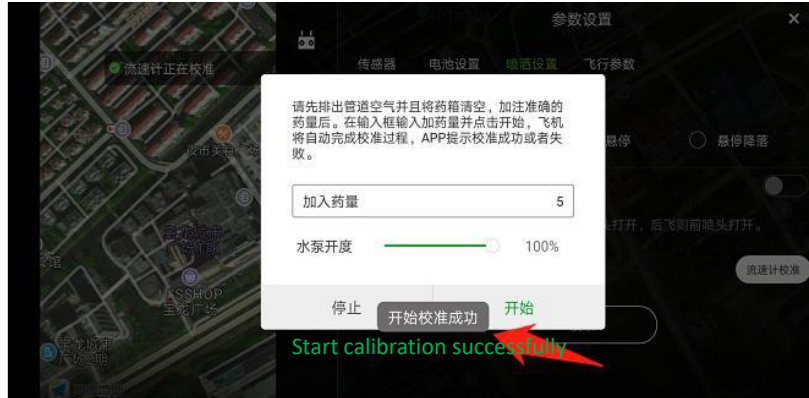 参数设置
×
流速计正在校准
传感器 电池设置 喷洒设置 飞行参数
请先排出管道空气并且将药箱清空，加注准确的
药量后。在输入框输入加药量并点击开始，飞机
将自动完成校准过程，APP提示校准成功或者失
败。
悬停 悬停降落
加入药量 5
打开，后飞则前喷头打开。
水泵开度 100%
流速计校准
停止 开始
开始校准成功
宝龙广场
Start calibration successfully